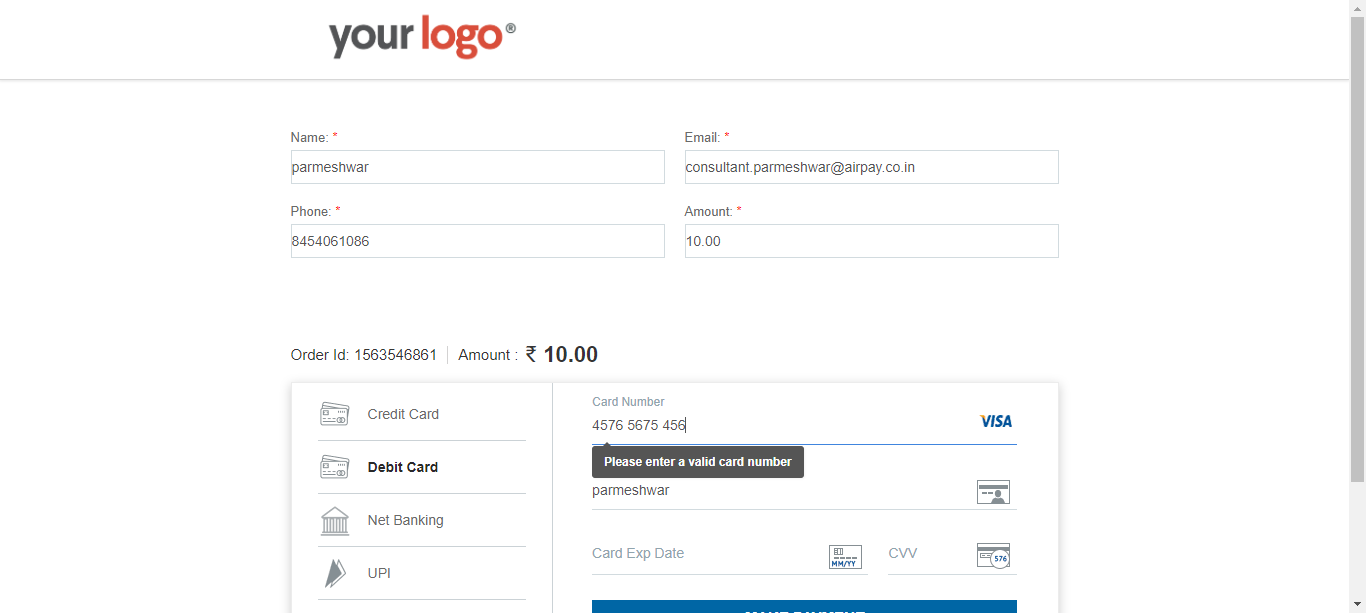 your logo®
Name: *
Email: *
parmeshwar
consultant.parmeshwar@airpay.co.in
Phone: *
Amount: *
8454061086
10.00
Order Id: 1563546861
Amount : ₹ 10.00
Credit Card
Debit Card
Net Banking
UPI
Card Number
4576 5675 456
VISA
Please enter a valid card number
parmeshwar
Card Exp Date
MM/YY
CVV
576
MAKE PAYMENT